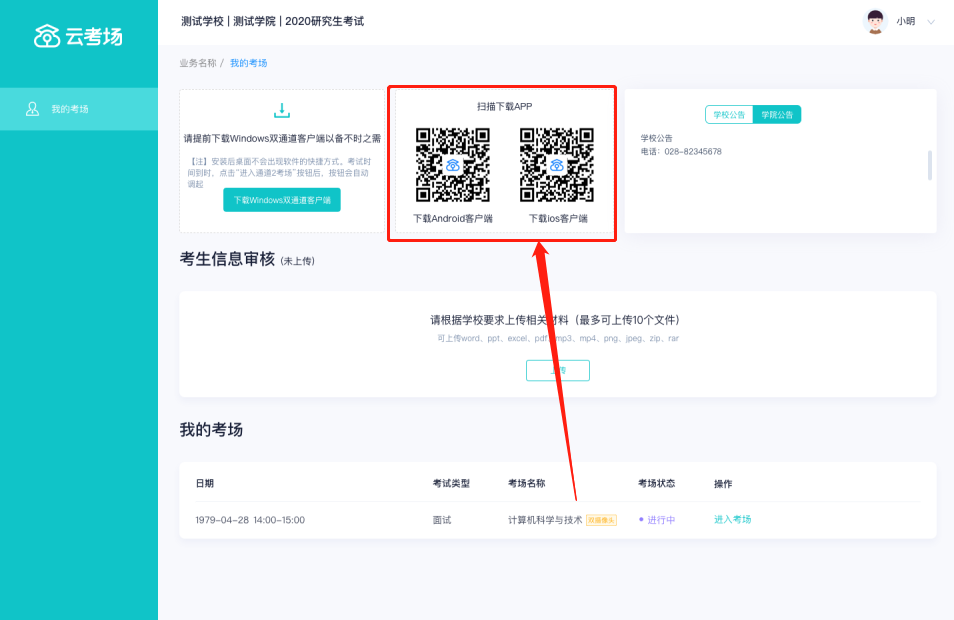 云考场
测试学校 | 测试学院 | 2020研究生考试
小明
我的考场
业务名称 / 我的考场
请提前下载Windows双通道客户端以备不时之需
【注】安装后桌面不会出现软件的快捷方式。考试时
间到时，点击“进入通道2考场”按钮后，按钮会自动
调起
下载Windows双通道客户端
扫描下载APP
下载Android客户端
下载ios客户端
学校公告
学院公告
学校公告
电话：028-82345678
考生信息审核 (未上传)
请根据学校要求上传相关材料（最多可上传10个文件）
可上传word、ppt、excel、pdf、mp3、mp4、png、jpeg、zip、rar
上传
我的考场
日期 考试类型 考场名称 考场状态 操作
1979-04-28 14:00-15:00 面试 计算机科学与技术 双摄像头 进行中 进入考场